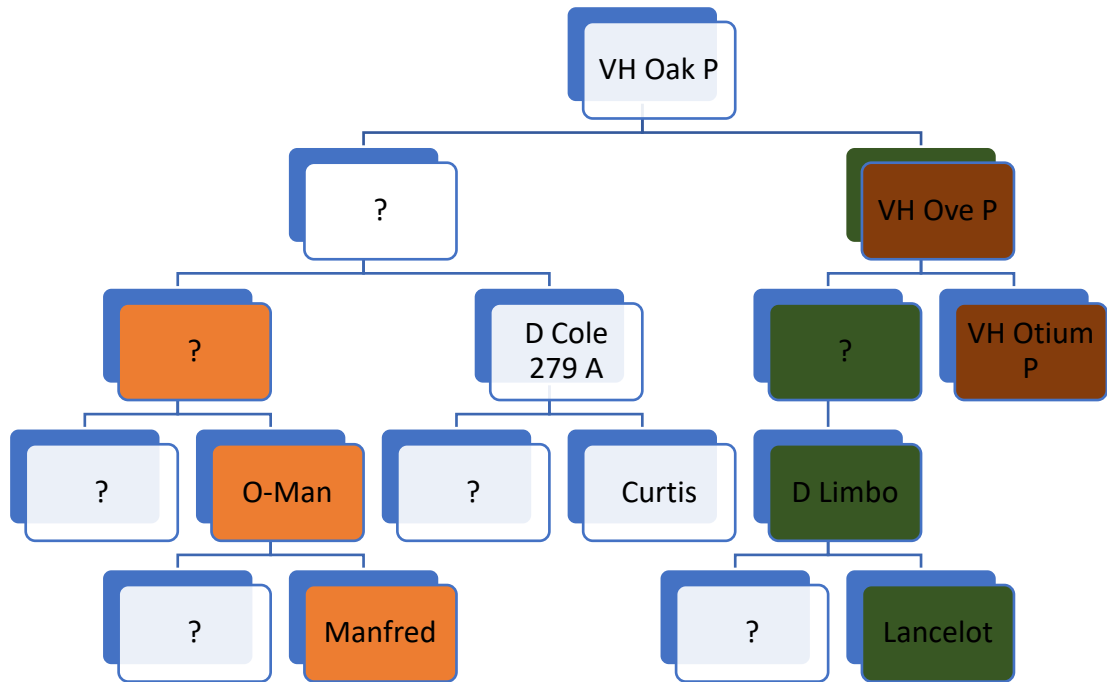 VH Oak P
?
VH Ove P
?
D Cole
279 A
?
VH Otium
P
?
O-Man
?
Curtis
D Limbo
?
Manfred
?
Lancelot